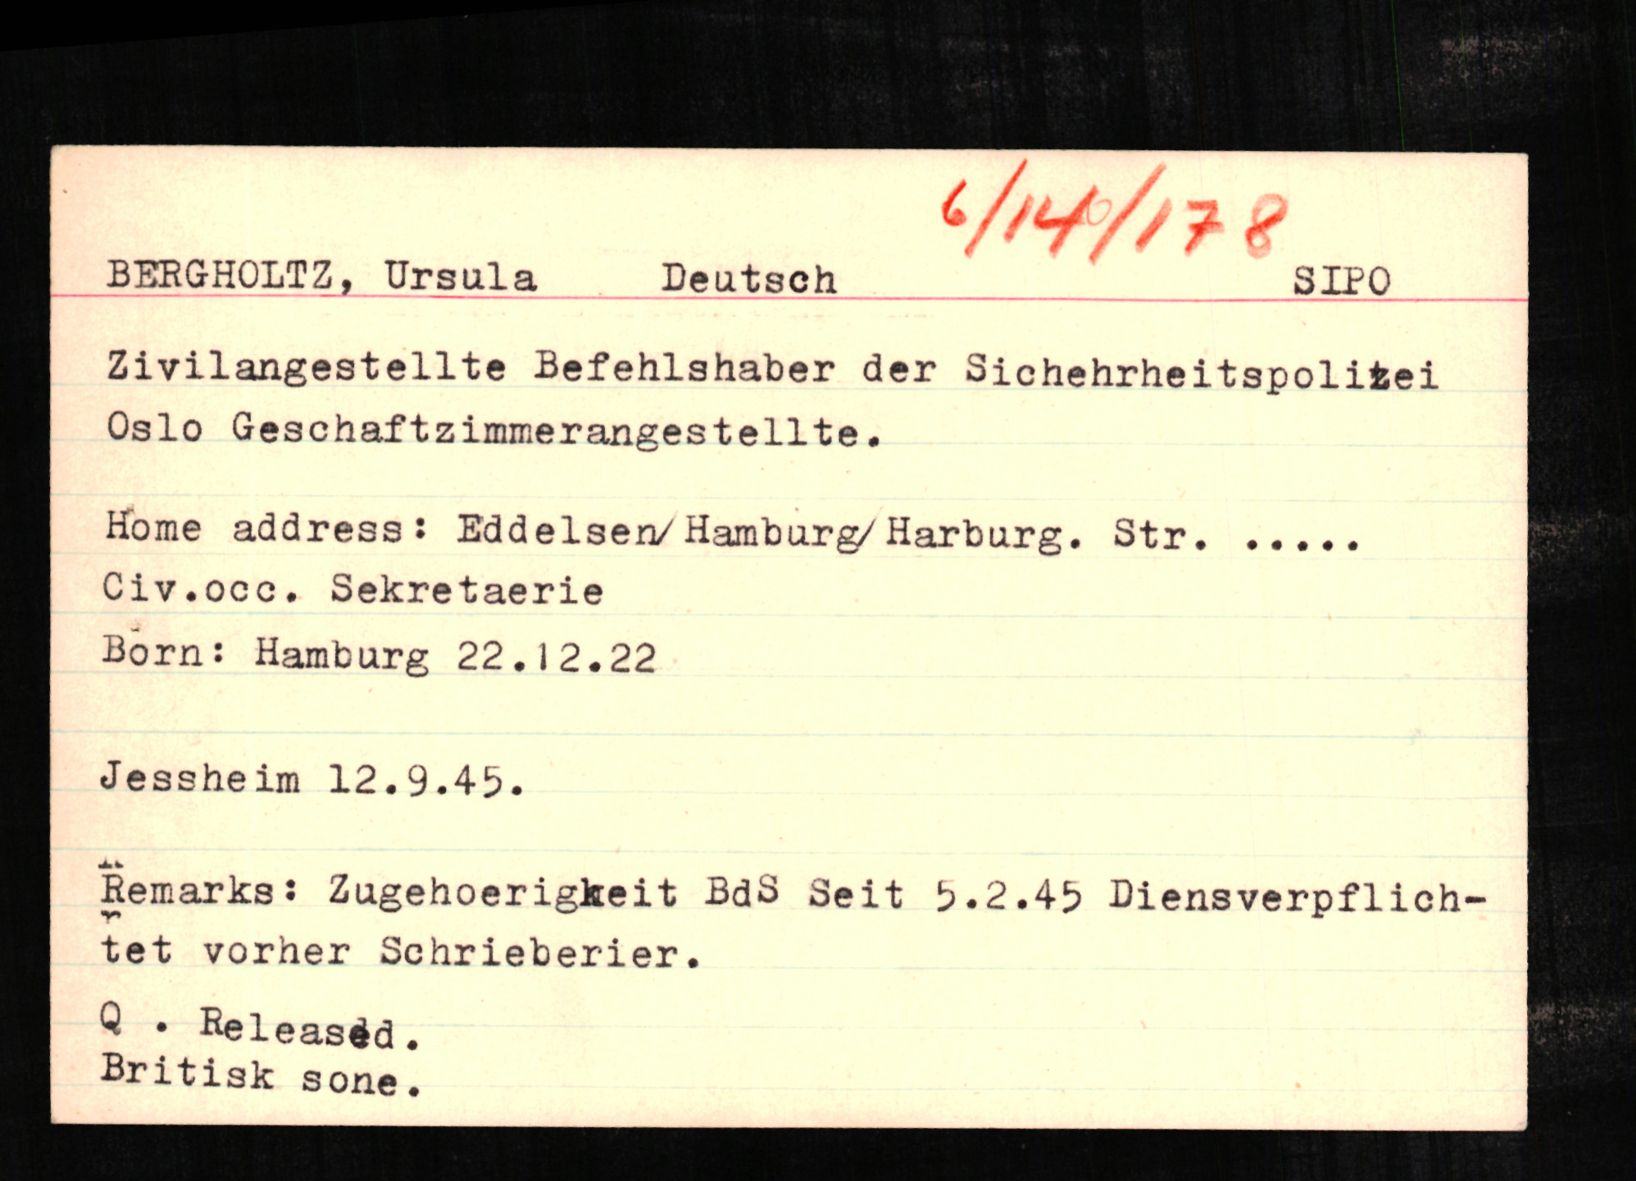 6/140/178
BERGHOLTZ, Ursula Deutsch SIPO
Zivilangestellte Befehlshaber der Sichehrheitspolizei
Oslo Geschaftzimmerangestellte.
Home address: Eddelsen/Hamburg/Harburg. Str. .....
Civ.occ. Sekretaerie
Born: Hamburg 22.12.22
Jessheim 12.9.45.
Remarks: Zugehoerigkeit BdS Seit 5.2.45 Diensverpflich-
tet vorher Schrieberier.
Q . Released.
Britisk sone.